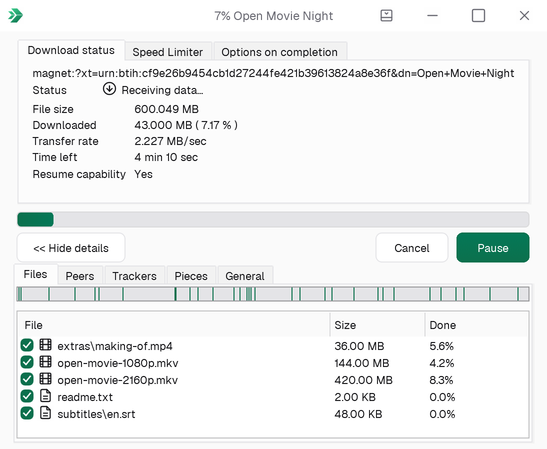 7% Open Movie Night
Download status
Speed Limiter
Options on completion
magnet:?xt=urn:btih:cf9e26b9454cb1d27244fe421b39613824a8e36f&dn=Open+Movie+Night
Status Receiving data...
File size 600.049 MB
Downloaded 43.000 MB ( 7.17 % )
Transfer rate 2.227 MB/sec
Time left 4 min 10 sec
Resume capability Yes
<< Hide details
Cancel
Pause
Files
Peers
Trackers
Pieces
General
File Size Done
extras\making-of.mp4 36.00 MB 5.6%
open-movie-1080p.mkv 144.00 MB 4.2%
open-movie-2160p.mkv 420.00 MB 8.3%
readme.txt 2.00 KB 0.0%
subtitles\en.srt 48.00 KB 0.0%